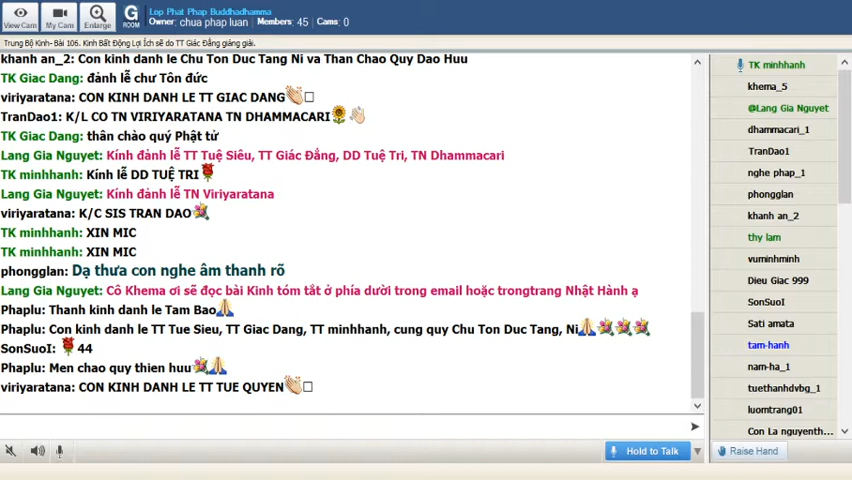 View Cam
My Cam
Enlarge
G
ROOM
Lop Phat Phap Buddhadhamma
Owner: chua phap luan  Members: 45  Cams: 0
Trung Bộ Kinh- Bài 106. Kinh Bất Động Lợi Ích sẽ do TT Giác Đẳng giảng giải.
khanh an_2: Con kinh danh le Chu Ton Duc Tang Ni va Than Chao Quy Dao Huu
TK Giac Dang: đảnh lễ chư Tôn đức
viriyaratana: CON KINH DANH LE TT GIAC DANG
TranDao1: K/L CO TN VIRIYARATANA TN DHAMMACARI
TK Giac Dang: thân chào quý Phật tử
Lang Gia Nguyet: Kính đảnh lễ TT Tuệ Siêu, TT Giác Đẳng, DD Tuệ Tri, TN Dhammacari
TK minhhanh: Kính lễ DD TUỆ TRI
Lang Gia Nguyet: Kính đảnh lễ TN Viriyaratana
viriyaratana: K/C SIS TRAN DAO
TK minhhanh: XIN MIC
TK minhhanh: XIN MIC
phongglan: Dạ thưa con nghe âm thanh rõ
Lang Gia Nguyet: Cô Khema ơi sẽ đọc bài Kinh tóm tắt ở phía dưới trong email hoặc trongtrang Nhật Hành ạ
Phaplu: Thanh kinh danh le Tam Bao
Phaplu: Con kinh danh le TT Tue Sieu, TT Giac Dang, TT minhhanh, cung quy Chu Ton Duc Tang, Ni
SonSuoI: 44
Phaplu: Men chao quy thien huu
viriyaratana: CON KINH DANH LE TT TUE QUYEN
Hold to Talk
Raise Hand
TK minhhanh
khema_5
@Lang Gia Nguyet
dhammacari_1
TranDao1
nghe phap_1
phongglan
khanh an_2
thy lam
vuminhminh
Dieu Giac 999
SonSuoI
Sati amata
tam-hanh
nam-ha_1
tuethanhdvbg_1
luomtrang01
Con La nguyenth...